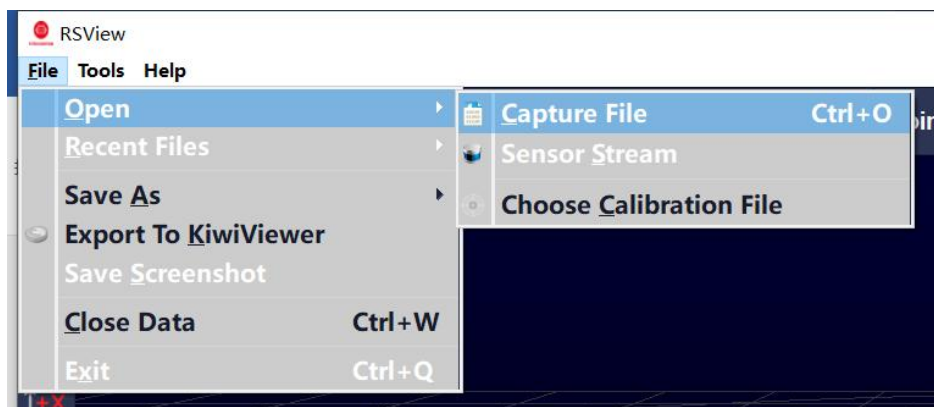 RSView
File Tools Help
Open
Capture File Ctrl+O
Recent Files
Sensor Stream
Save As
Choose Calibration File
Export To KiwiViewer
Save Screenshot
Close Data Ctrl+W
Exit Ctrl+Q
+X